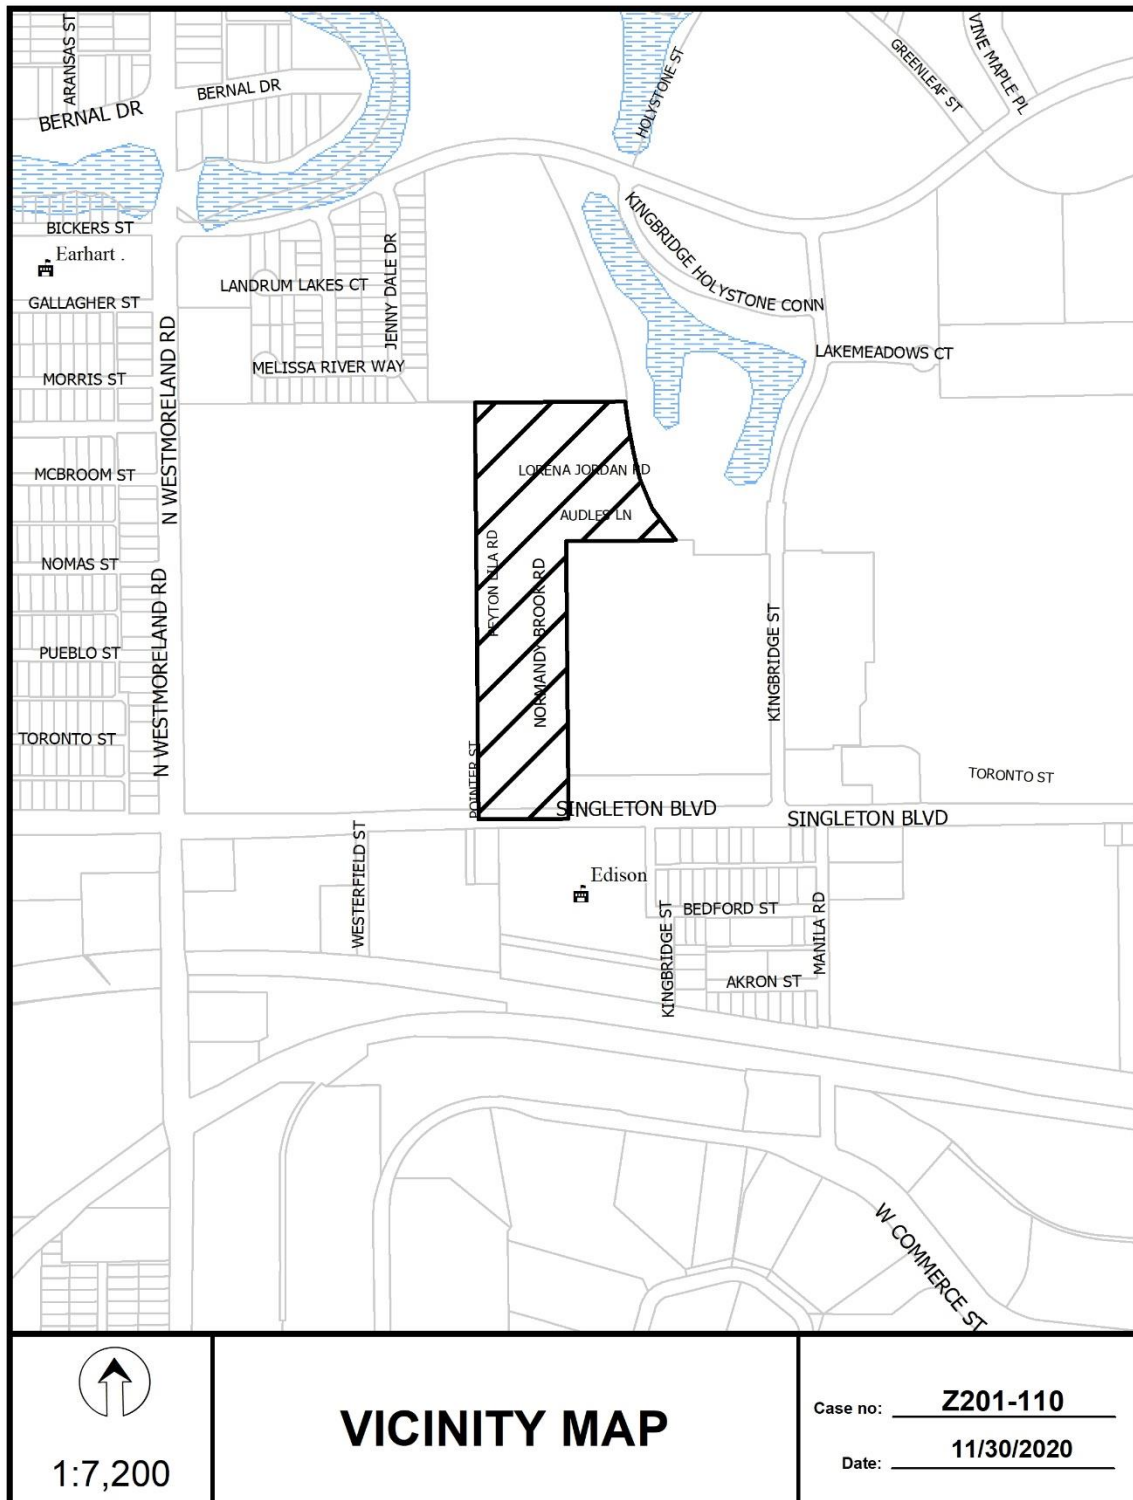 ARANSAS ST
BERNAL DR
BERNAL DR
HOLYSTONE ST
GREENLEAF ST
VINE MAPLE PL
BICKERS ST
Earhart .
GALLAGHER ST
LANDRUM LAKES CT
JENNY DALE DR
KINGBRIDGE HOLYSTONE CONN
LAKEMEADOWS CT
MELISSA RIVER WAY
MORRIS ST
N WESTMORELAND RD
MCBROOM ST
LORENA JORDAN RD
AUDLES LN
NOMAS ST
PEYTON LILA RD
NORMANDY BROOK RD
N WESTMORELAND RD
PUEBLO ST
KINGBRIDGE ST
TORONTO ST
POINTER ST
TORONTO ST
SINGLETON BLVD
SINGLETON BLVD
WESTERFIELD ST
Edison
BEDFORD ST
KINGBRIDGE ST
MANILA RD
AKRON ST
W COMMERCE ST
1:7,200
VICINITY MAP
Case no: Z201-110
Date: 11/30/2020